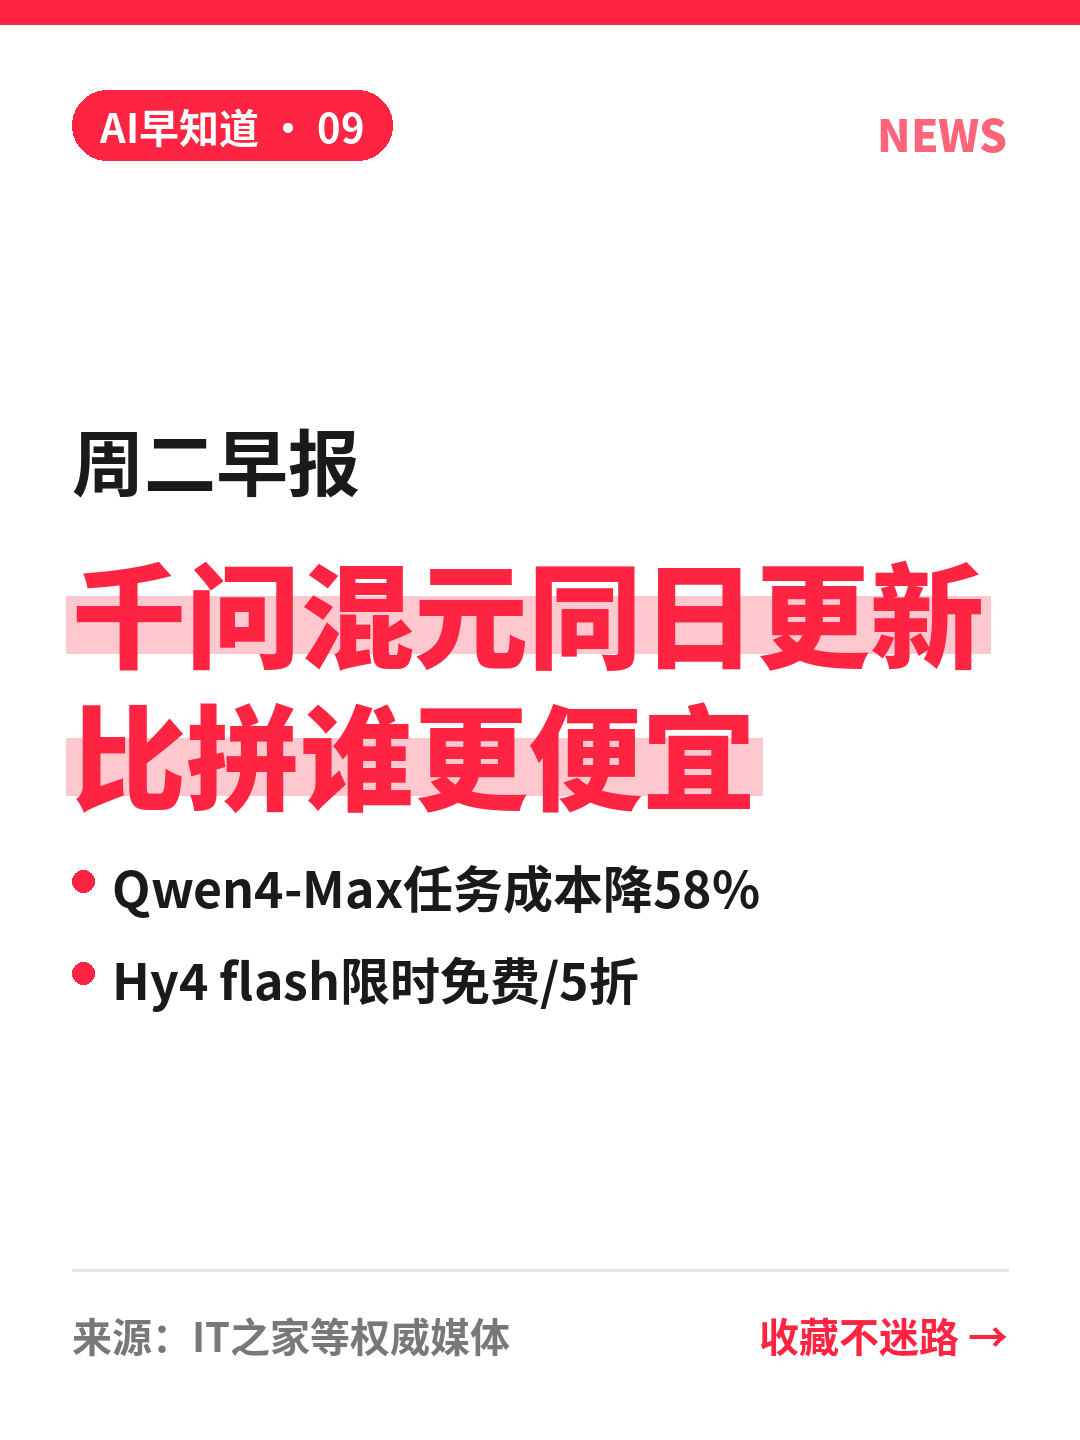 AI早知道 · 09
NEWS
周二早报
千问混元同日更新
比拼谁更便宜
Qwen4-Max任务成本降58%
Hy4 flash限时免费/5折
来源：IT之家等权威媒体
收藏不迷路 →